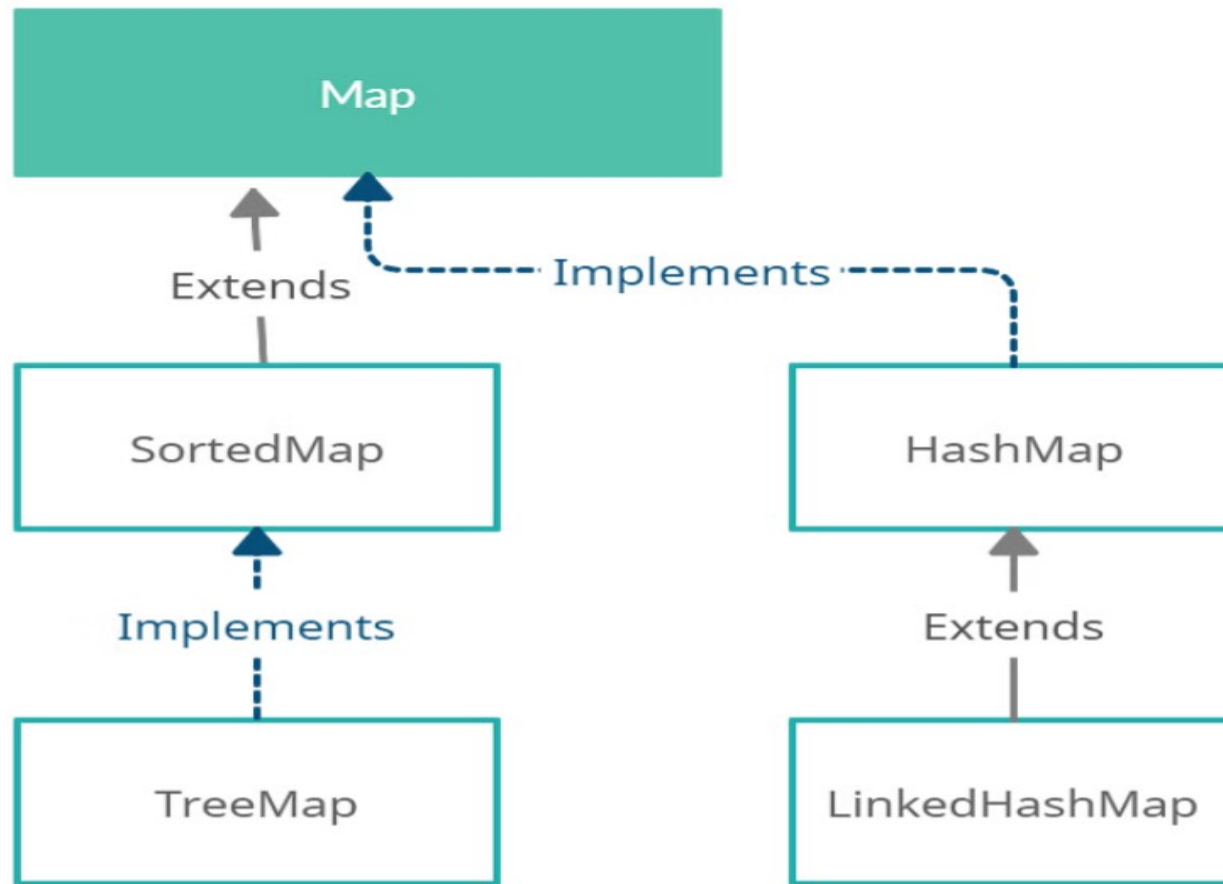 Map
Implements
Extends
SortedMap
HashMap
Implements
Extends
TreeMap
LinkedHashMap